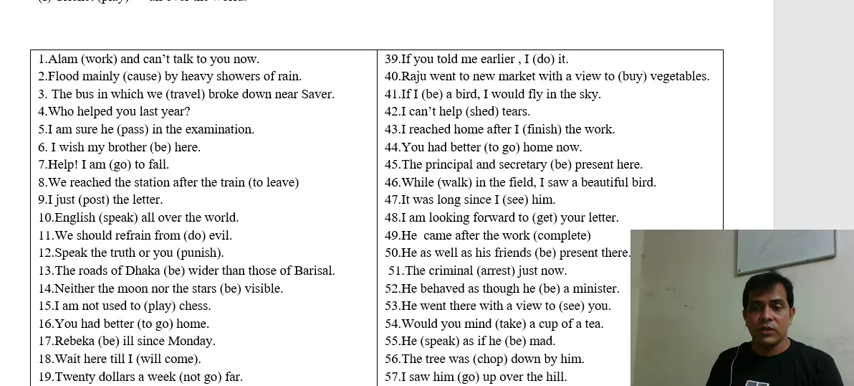 1.Alam (work) and can’t talk to you now.
2.Flood mainly (cause) by heavy showers of rain.
3. The bus in which we (travel) broke down near Saver.
4.Who helped you last year?
5.I am sure he (pass) in the examination.
6. I wish my brother (be) here.
7.Help! I am (go) to fall.
8.We reached the station after the train (to leave)
9.I just (post) the letter.
10.English (speak) all over the world.
11.We should refrain from (do) evil.
12.Speak the truth or you (punish).
13.The roads of Dhaka (be) wider than those of Barisal.
14.Neither the moon nor the stars (be) visible.
15.I am not used to (play) chess.
16.You had better (to go) home.
17.Rebeka (be) ill since Monday.
18.Wait here till I (will come).
19.Twenty dollars a week (not go) far.
39.If you told me earlier , I (do) it.
40.Raju went to new market with a view to (buy) vegetables.
41.If I (be) a bird, I would fly in the sky.
42.I can’t help (shed) tears.
43.I reached home after I (finish) the work.
44.You had better (to go) home now.
45.The principal and secretary (be) present here.
46.While (walk) in the field, I saw a beautiful bird.
47.It was long since I (see) him.
48.I am looking forward to (get) your letter.
49.He came after the work (complete)
50.He as well as his friends (be) present there.
51.The criminal (arrest) just now.
52.He behaved as though he (be) a minister.
53.He went there with a view to (see) you.
54.Would you mind (take) a cup of a tea.
55.He (speak) as if he (be) mad.
56.The tree was (chop) down by him.
57.I saw him (go) up over the hill.